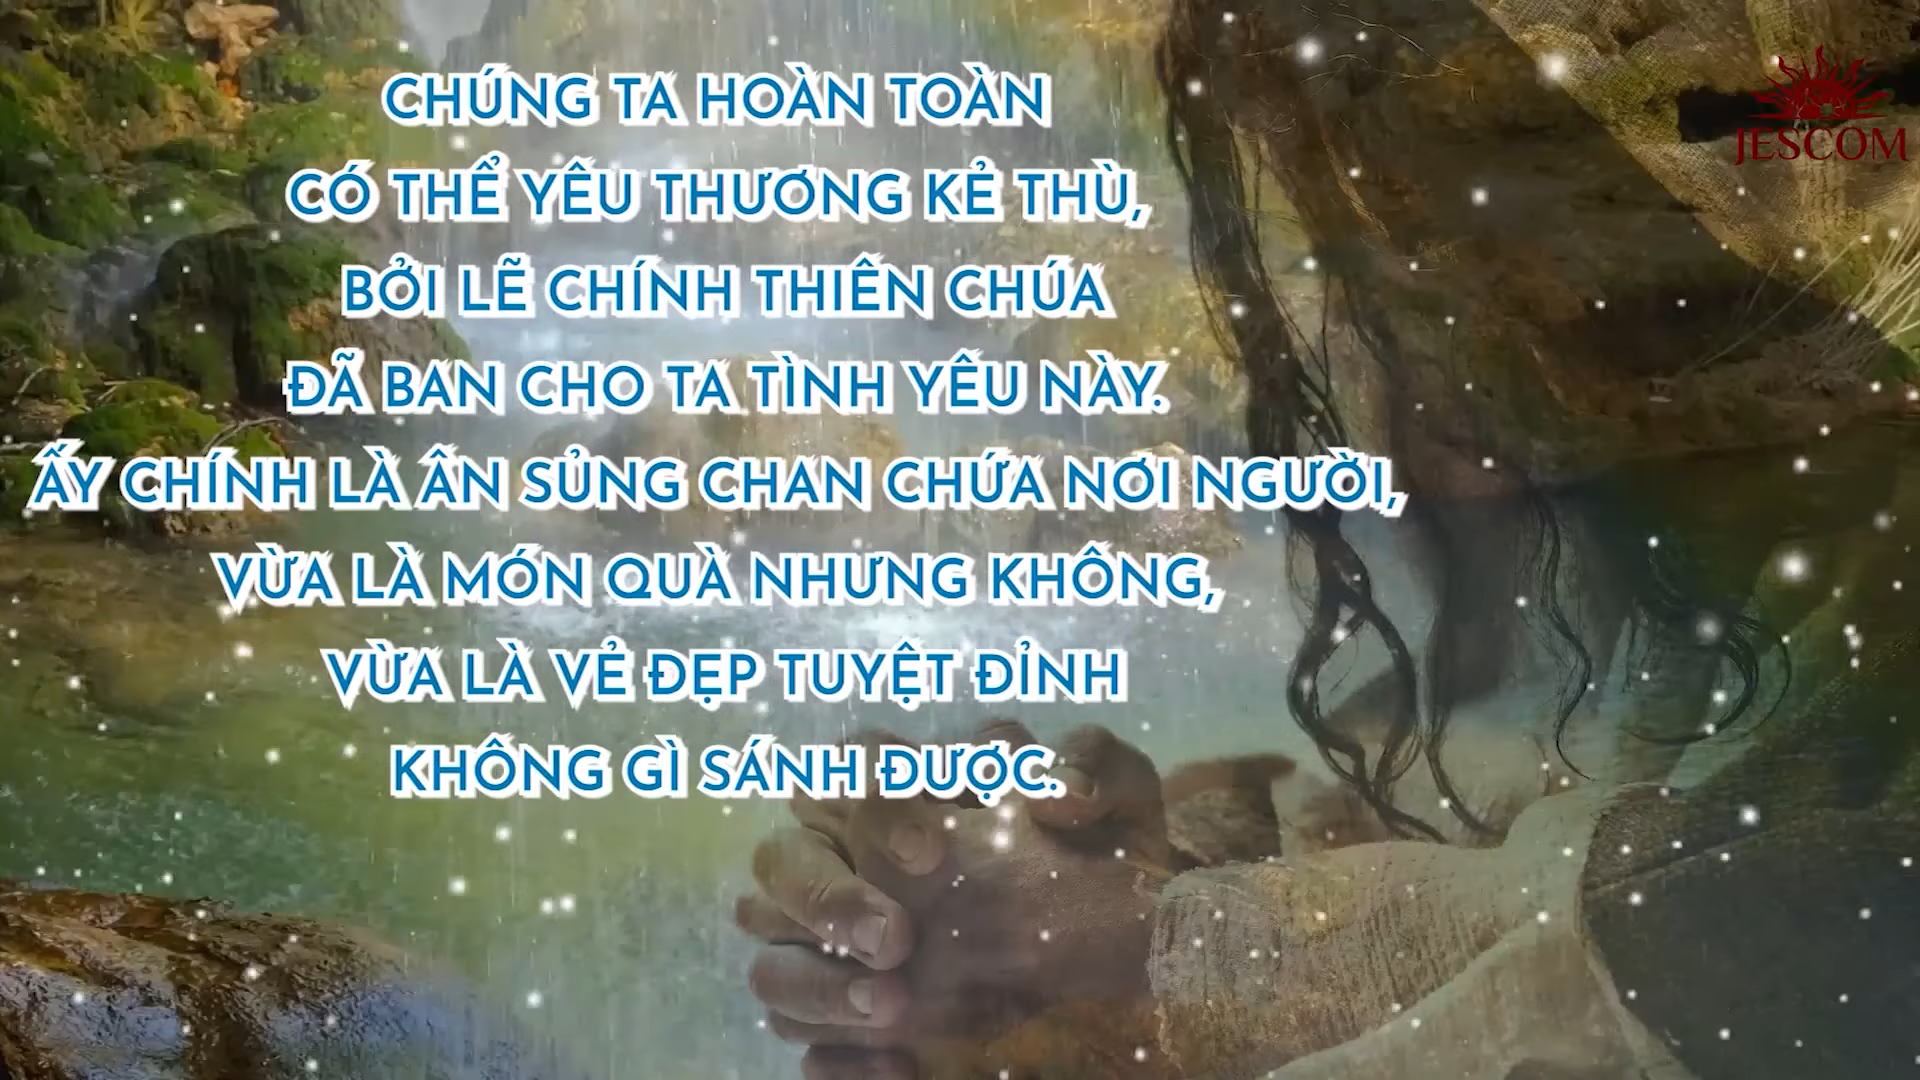 CHÚNG TA HOÀN TOÀN
CÓ THỂ YÊU THƯƠNG KẺ THÙ,
BỞI LẼ CHÍNH THIÊN CHÚA
ĐÃ BAN CHO TA TÌNH YÊU NÀY.
ẤY CHÍNH LÀ ÂN SỦNG CHAN CHỨA NƠI NGƯỜI,
VỪA LÀ MÓN QUÀ NHƯNG KHÔNG,
VỪA LÀ VẺ ĐẸP TUYỆT ĐỈNH
KHÔNG GÌ SÁNH ĐƯỢC.
JESCOM